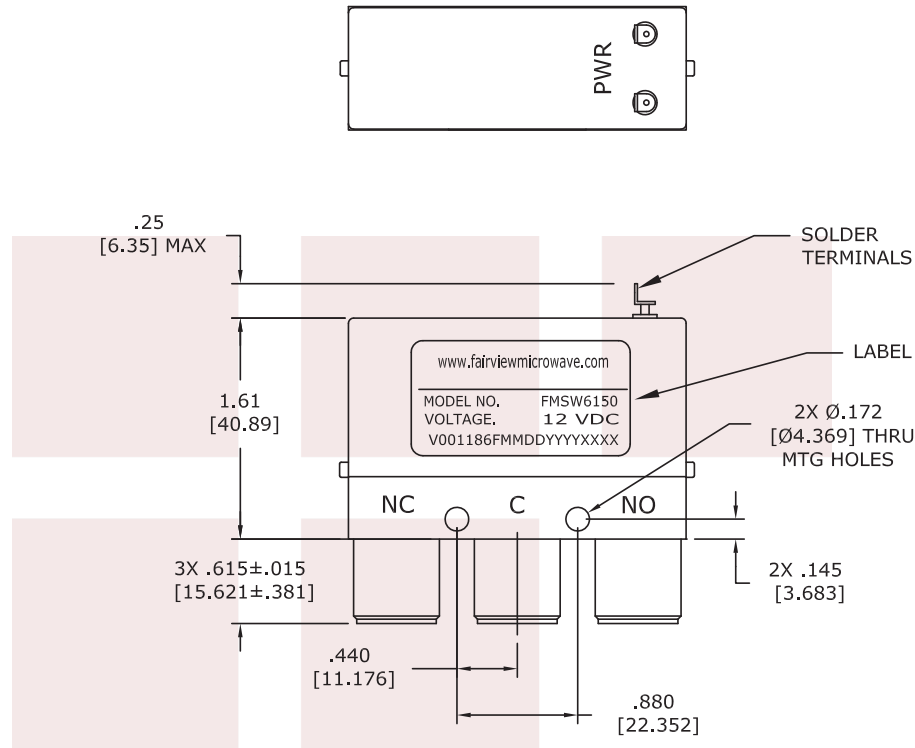 PWR
.25
[6.35] MAX
SOLDER
TERMINALS
www.fairviewmicrowave.com
LABEL
MODEL NO. FMSW6150
VOLTAGE. 12 VDC
V001186FMMDDYYYYXXXX
1.61
[40.89]
2X Ø.172
[Ø4.369] THRU
MTG HOLES
NC C NO
3X .615±.015
[15.621±.381]
2X .145
[3.683]
.440
[11.176]
.880
[22.352]